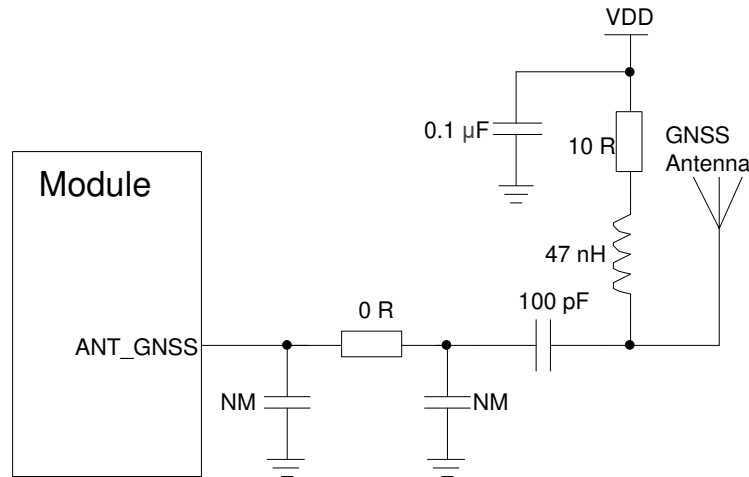 VDD
0.1 µF
10 R
GNSS
Antenna
Module
47 nH
100 pF
0 R
ANT_GNSS
NM
NM